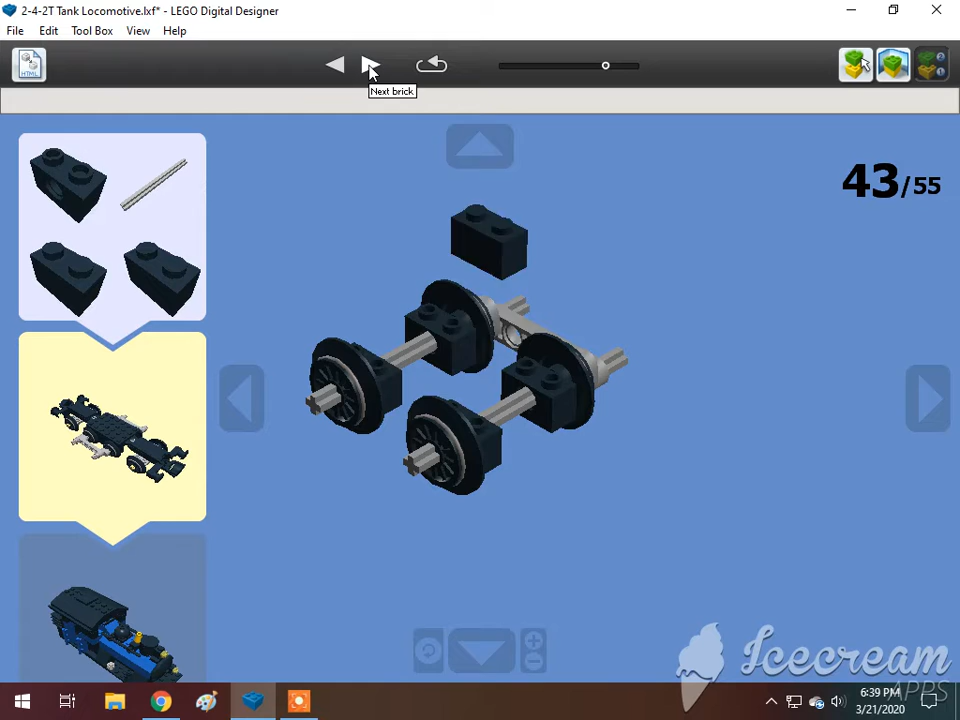 2-4-2T Tank Locomotive.lxf* - LEGO Digital Designer
File Edit Tool Box View Help
HTML
Next brick
43/55
Icecream
APPS
6:39 PM
3/21/2020